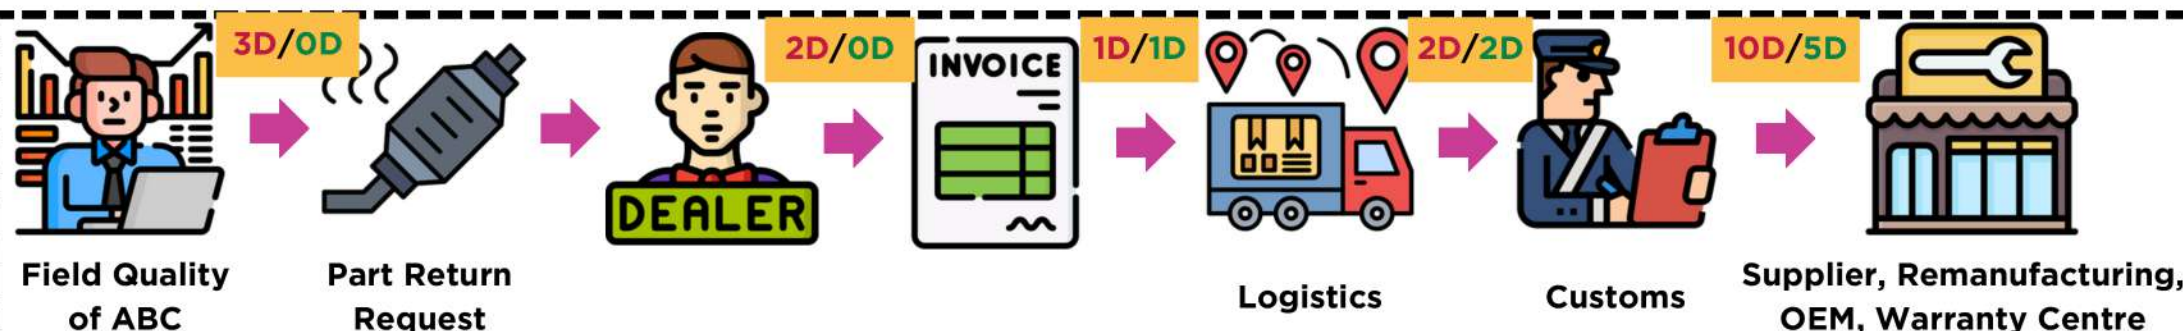 3D/0D
2D/0D
1D/1D
2D/2D
10D/5D
INVOICE
DEALER
Field Quality
of ABC
Part Return
Request
Logistics
Customs
Supplier, Remanufacturing,
OEM, Warranty Centre